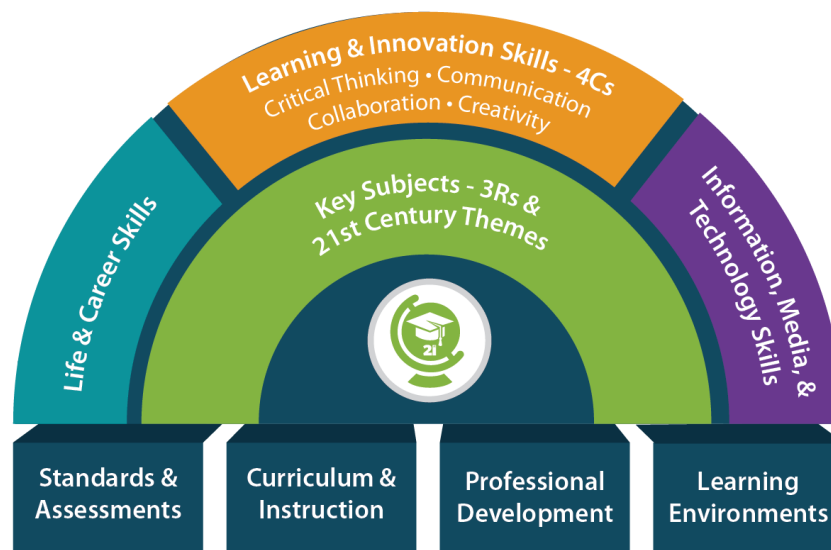 Learning & Innovation Skills - 4Cs
Critical Thinking • Communication
Collaboration • Creativity
Life & Career Skills
Key Subjects - 3Rs &
21st Century Themes
Information, Media, &
Technology Skills
21
Standards &
Assessments
Curriculum &
Instruction
Professional
Development
Learning
Environments